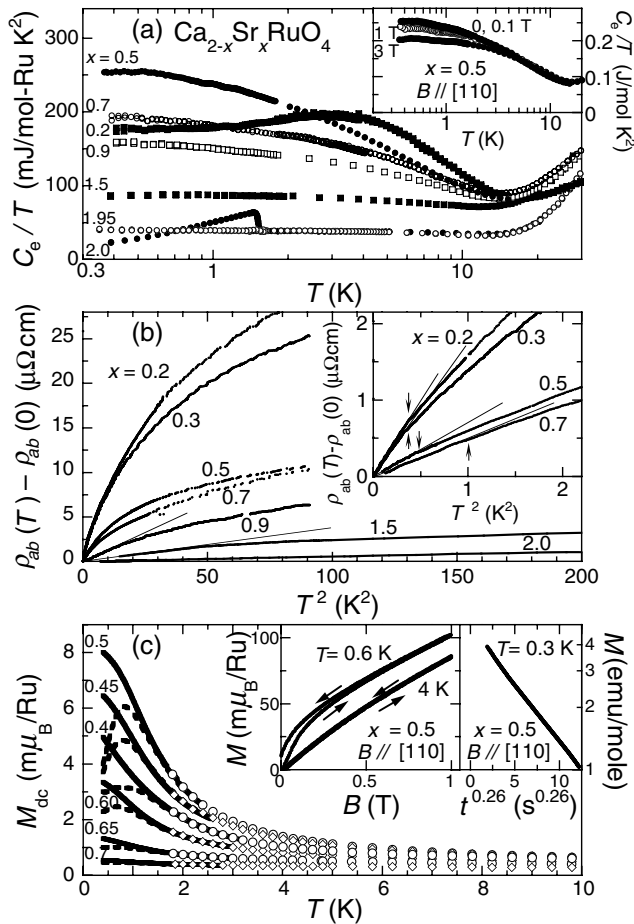 (a) Ca2-xSrxRuO4
Ce / T (mJ/mol-Ru K2)
300
200
100
0
x = 0.5
0.7
0.2
0.9
1.5
1.95
2.0
0.3
1
10
T (K)
1 T
3 T
0, 0.1 T
x = 0.5
B // [110]
1
10
T (K)
0.2
0.1
0
Ce/T (J/mol K2)
(b)
ρab (T) – ρab (0) (μΩcm)
25
20
15
10
5
0
x = 0.2
0.3
0.5
0.7
0.9
1.5
2.0
0
50
100
150
200
T 2 (K2)
ρab(T)-ρab(0) (μΩcm)
2
1
0
x = 0.2
0.3
0.5
0.7
0
1
2
T 2 (K2)
(c)
Mdc (mμB/Ru)
8
6
4
2
0
0.5
0.45
0.4
0.60
0.65
0.7
0
2
4
6
8
10
T (K)
M (mμB/Ru)
100
50
0
T= 0.6 K
4 K
x = 0.5
B // [110]
0
0.5
1
B (T)
T = 0.3 K
x = 0.5
B // [110]
0
5
10
t0.26 (s0.26)
4
3
2
1
M(emu/mole)